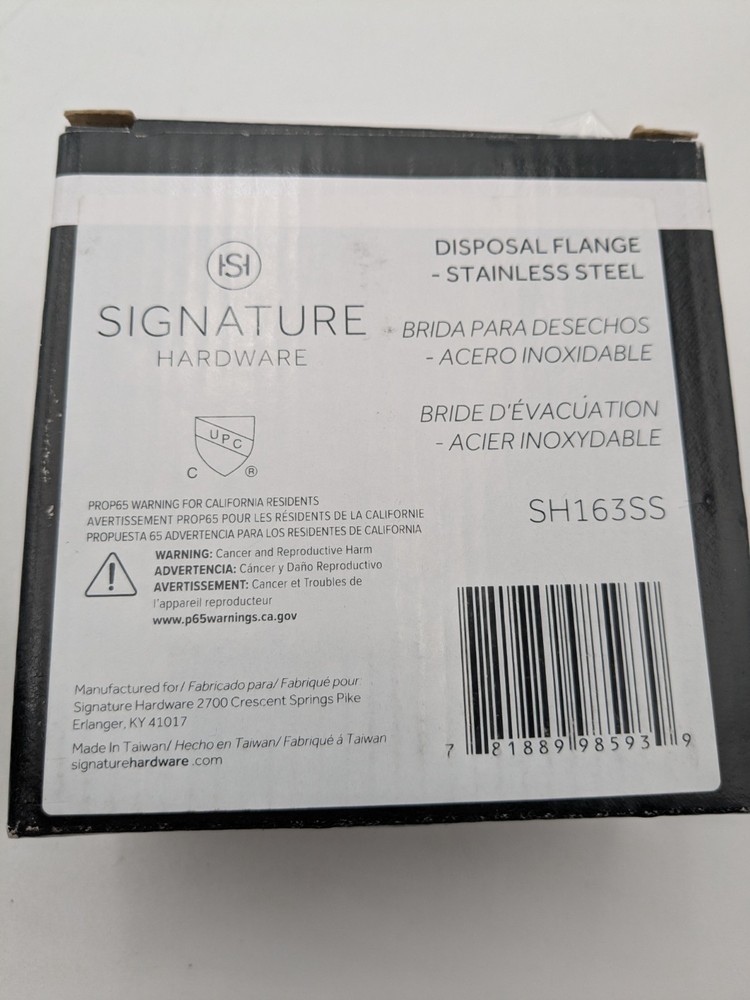 HSH
SIGNATURE
HARDWARE
DISPOSAL FLANGE
- STAINLESS STEEL
BRIDA PARA DESECHOS
- ACERO INOXIDABLE
BRIDE D'ÉVACUATION
- ACIER INOXYDABLE
UPC
C ®
SH163SS
PROP65 WARNING FOR CALIFORNIA RESIDENTS
AVERTISSEMENT PROP65 POUR LES RÉSIDENTS DE LA CALIFORNIE
PROPUESTA 65 ADVERTENCIA PARA LOS RESIDENTES DE CALIFORNIA
! WARNING: Cancer and Reproductive Harm
ADVERTENCIA: Cáncer y Daño Reproductivo
AVERTISSEMENT: Cancer et Troubles de
l'appareil reproducteur
www.p65warnings.ca.gov
Manufactured for/ Fabricado para/ Fabriqué pour
Signature Hardware 2700 Crescent Springs Pike
Erlanger, KY 41017
Made In Taiwan/ Hecho en Taiwan/ Fabriqué à Taiwan
signaturehardware.com
7 81889 98593 9